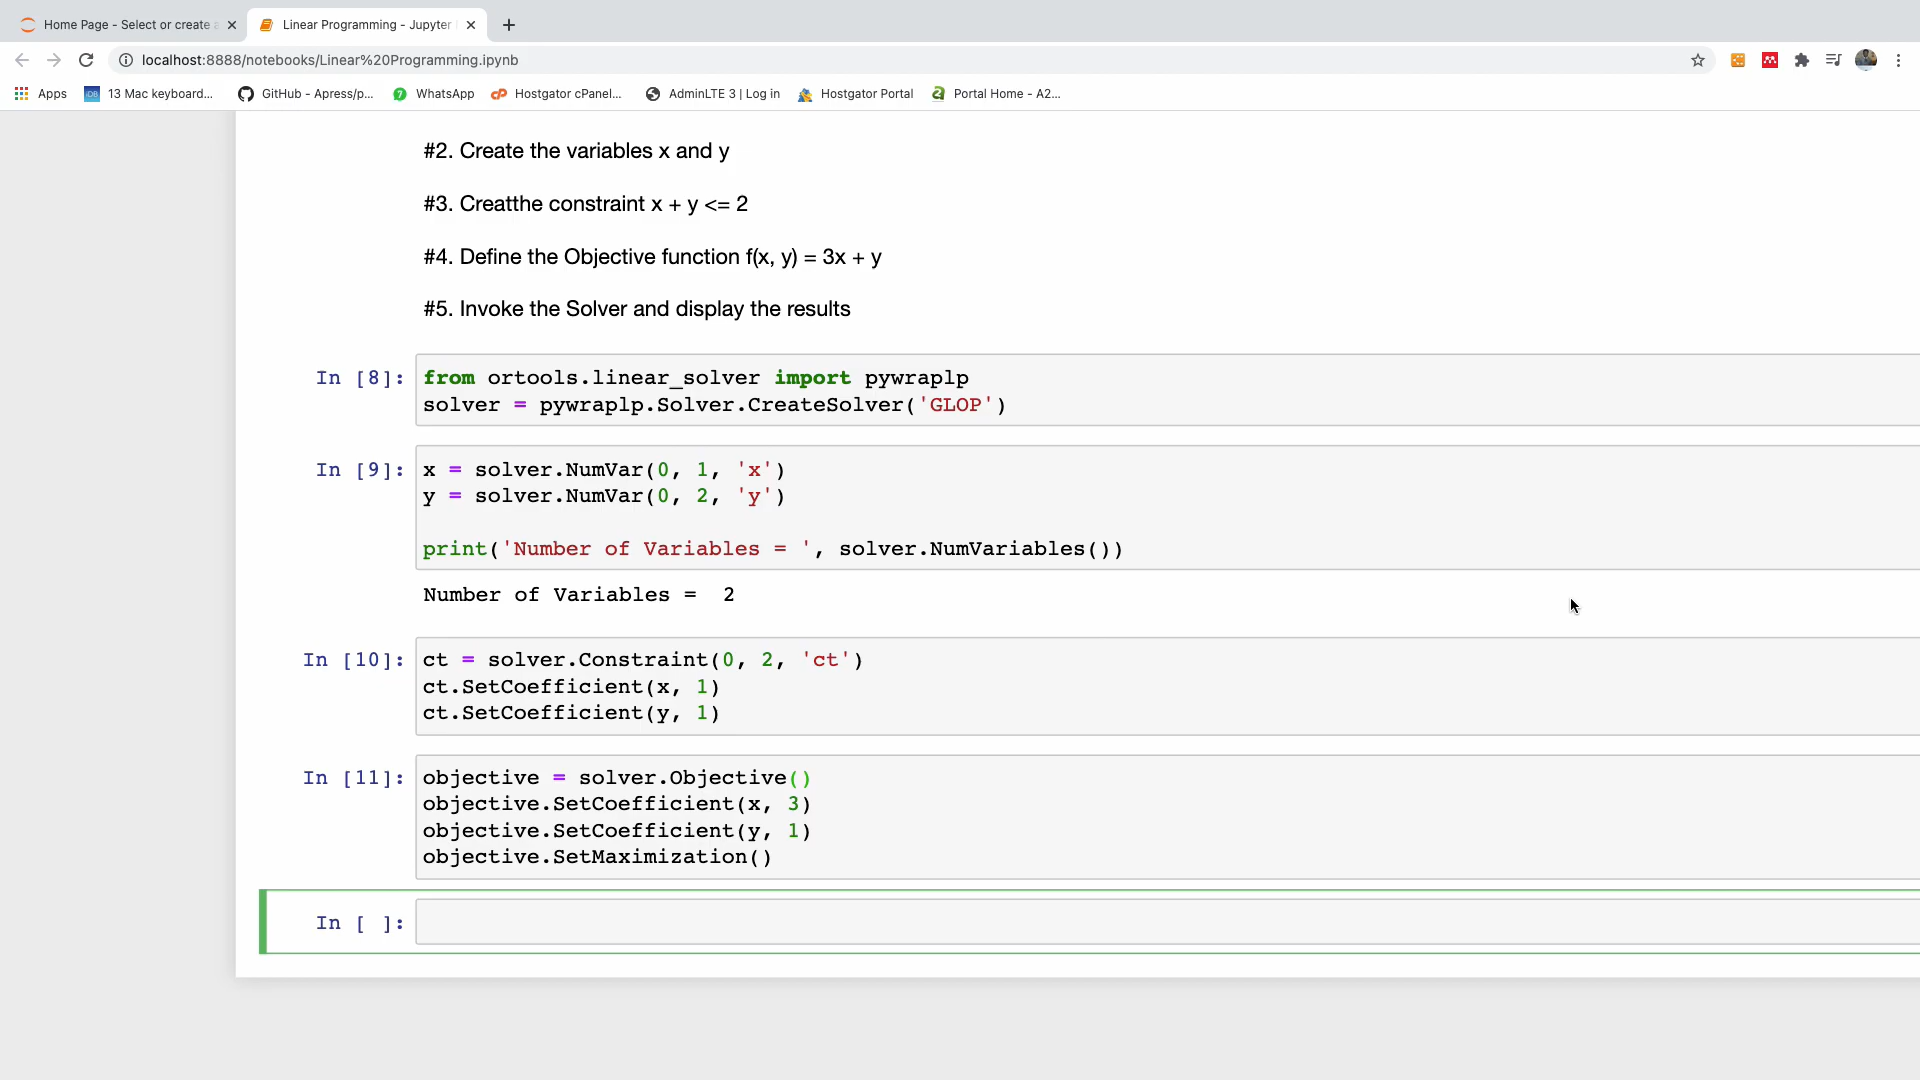 Home Page - Select or create a
Linear Programming - Jupyter
localhost:8888/notebooks/Linear%20Programming.ipynb
Apps
13 Mac keyboard...
GitHub - Apress/p...
WhatsApp
Hostgator cPanel...
AdminLTE 3 | Log in
Hostgator Portal
Portal Home - A2...
#2. Create the variables x and y
#3. Creatthe constraint x + y <= 2
#4. Define the Objective function f(x, y) = 3x + y
#5. Invoke the Solver and display the results
In [8]:
from ortools.linear_solver import pywraplp
solver = pywraplp.Solver.CreateSolver('GLOP')
In [9]:
x = solver.NumVar(0, 1, 'x')
y = solver.NumVar(0, 2, 'y')
print('Number of Variables = ', solver.NumVariables())
Number of Variables =  2
In [10]:
ct = solver.Constraint(0, 2, 'ct')
ct.SetCoefficient(x, 1)
ct.SetCoefficient(y, 1)
In [11]:
objective = solver.Objective()
objective.SetCoefficient(x, 3)
objective.SetCoefficient(y, 1)
objective.SetMaximization()
In [ ]: